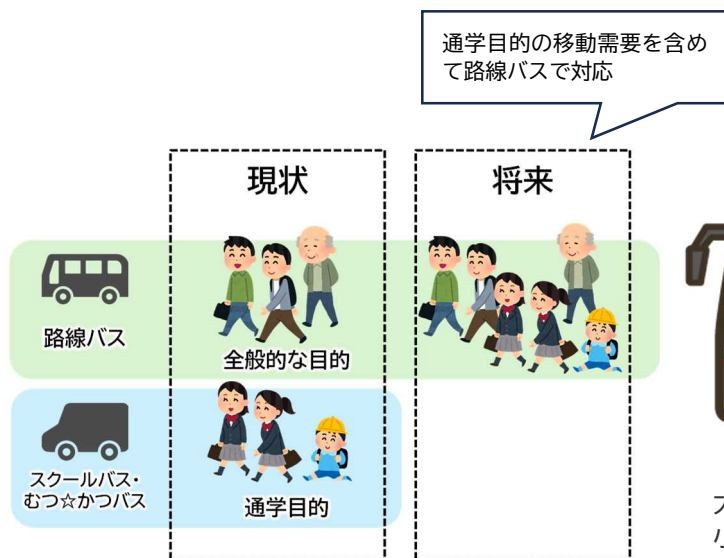 通学目的の移動需要を含め
て路線バスで対応
現状
将来
路線バス
全般的な目的
スクールバス・
むつ☆かつバス
通学目的